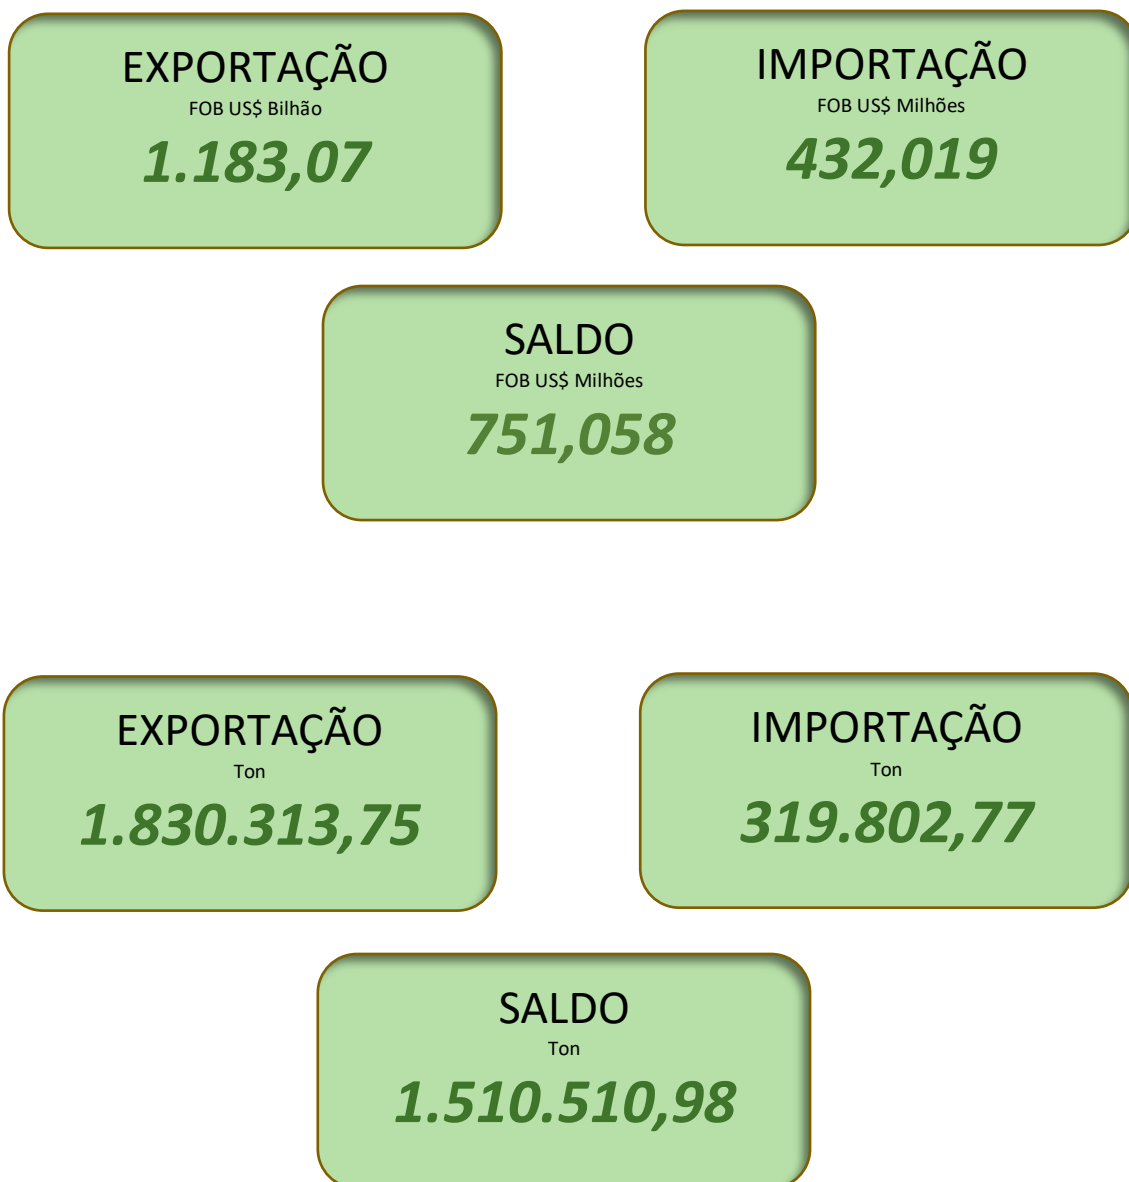 EXPORTAÇÃO
FOB US$ Bilhão
1.183,07
IMPORTAÇÃO
FOB US$ Milhões
432,019
SALDO
FOB US$ Milhões
751,058
EXPORTAÇÃO
Ton
1.830.313,75
IMPORTAÇÃO
Ton
319.802,77
SALDO
Ton
1.510.510,98